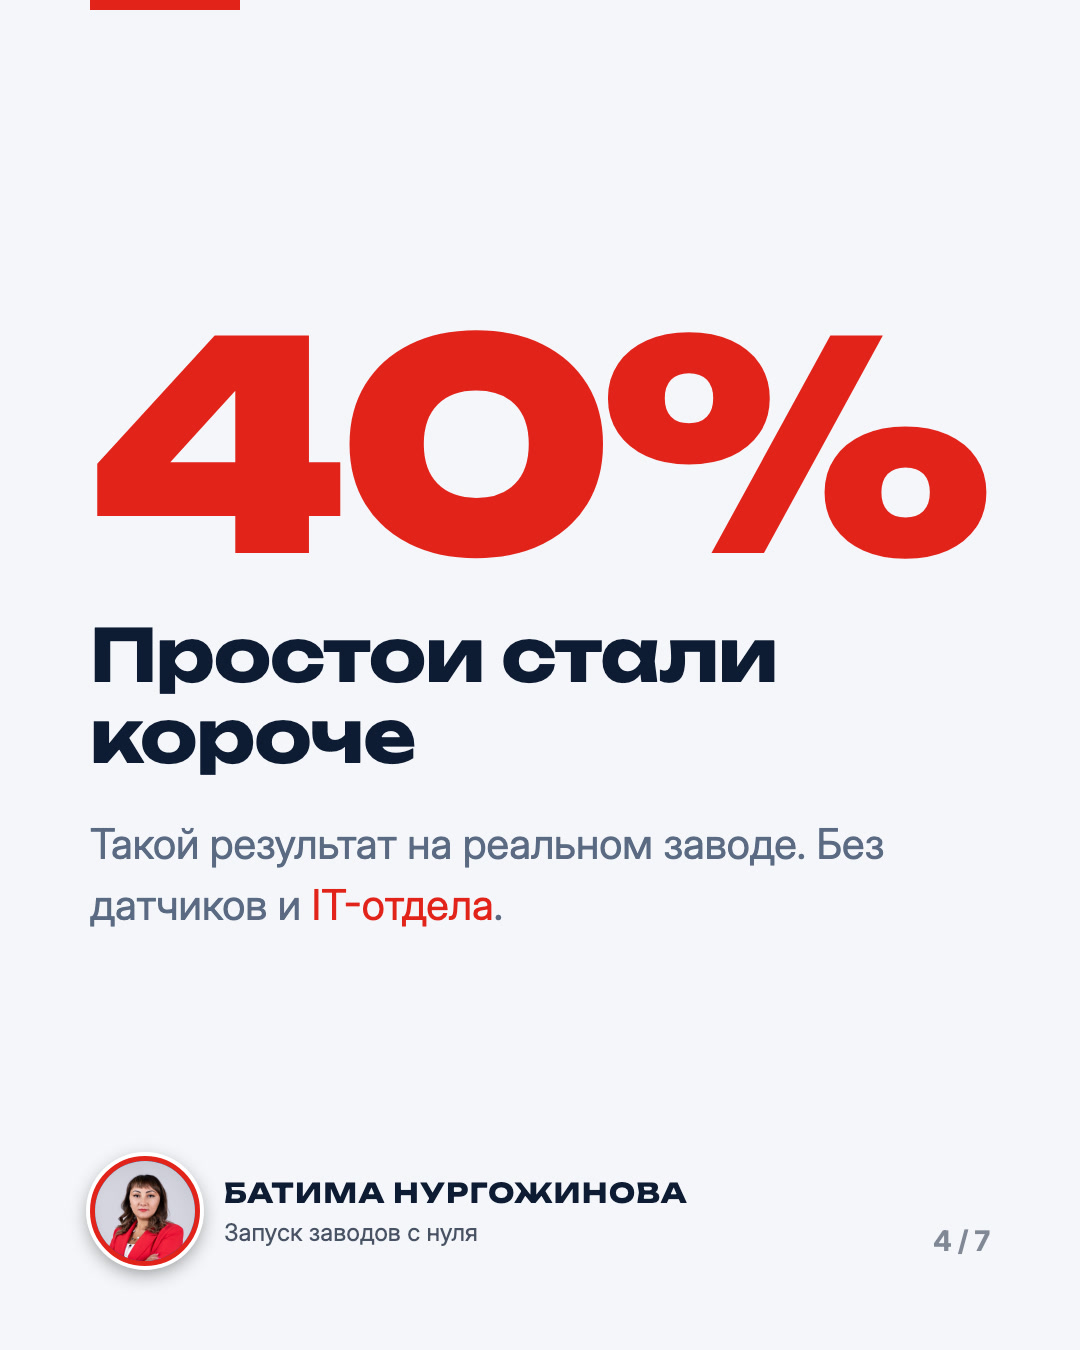 40%
Простои стали
короче
Такой результат на реальном заводе. Без
датчиков и IT-отдела.
БАТИМА НУРГОЖИНОВА
Запуск заводов с нуля
4 / 7